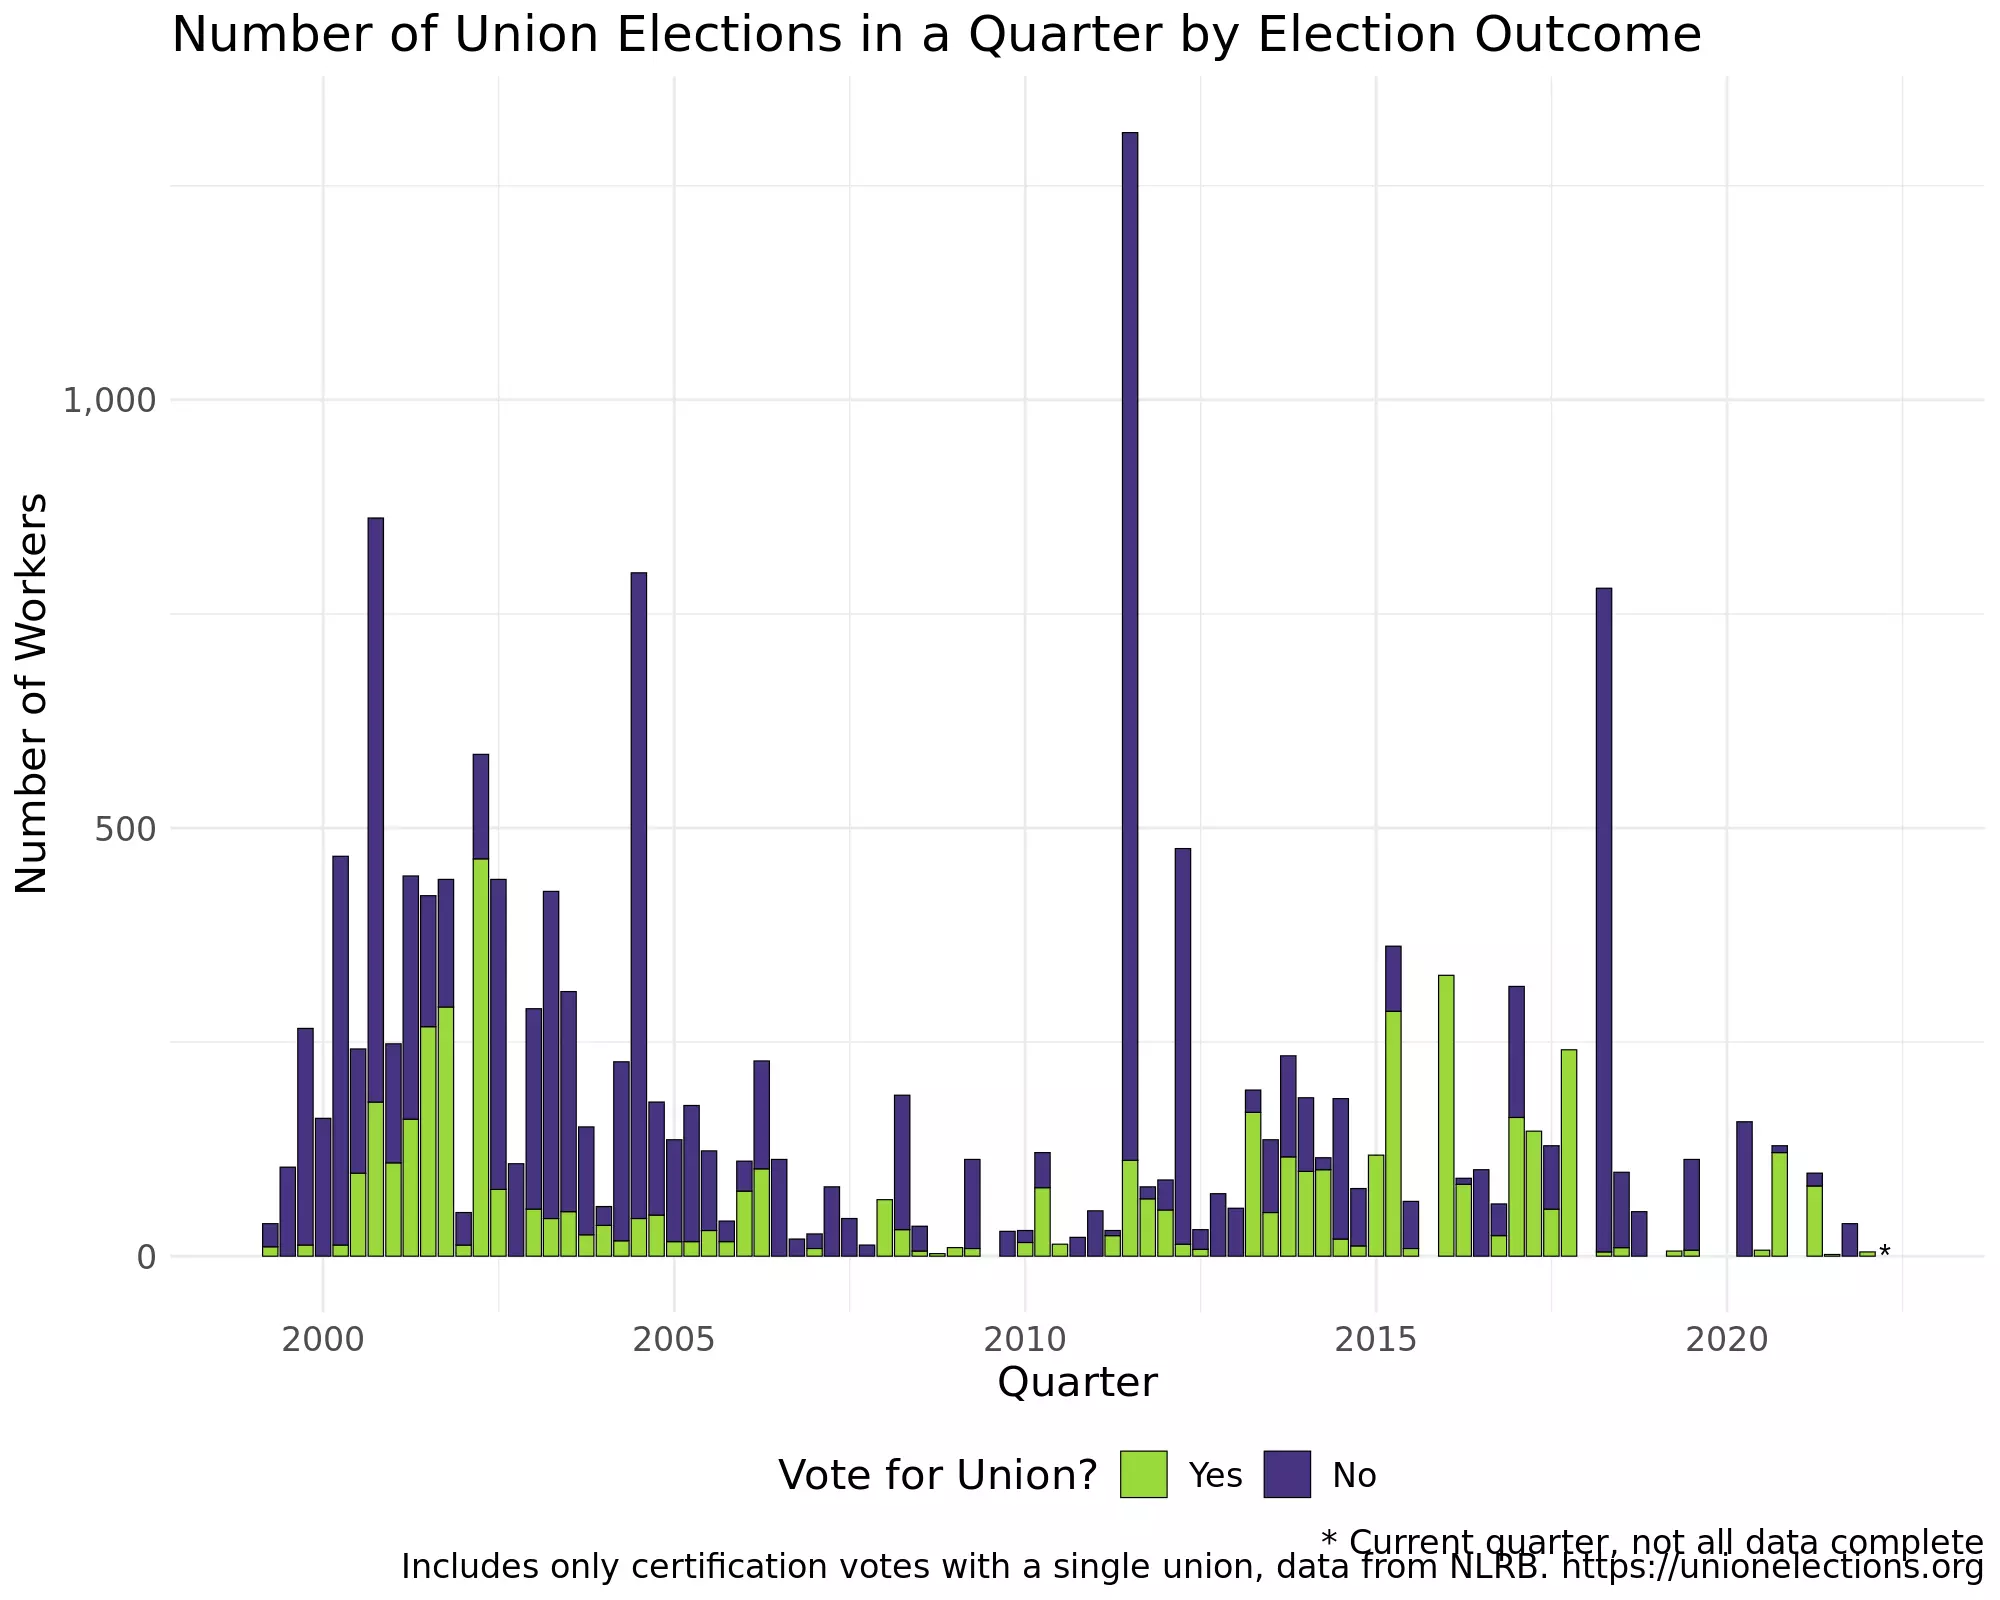 Number of Union Elections in a Quarter by Election Outcome
Number of Workers
1,000
500
0
*
2000 2005 2010 2015 2020
Quarter
Vote for Union? Yes No
* Current quarter, not all data complete
Includes only certification votes with a single union, data from NLRB. https://unionelections.org